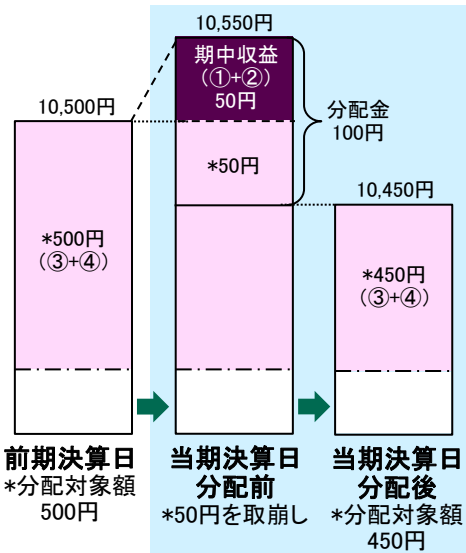 10,550円
期中収益
（①+②）
50円
分配金
100円
10,500円
*50円
10,450円
*500円
（③+④）
*450円
（③+④）
前期決算日
*分配対象額
500円
当期決算日
分配前
*50円を取崩し
当期決算日
分配後
*分配対象額
450円